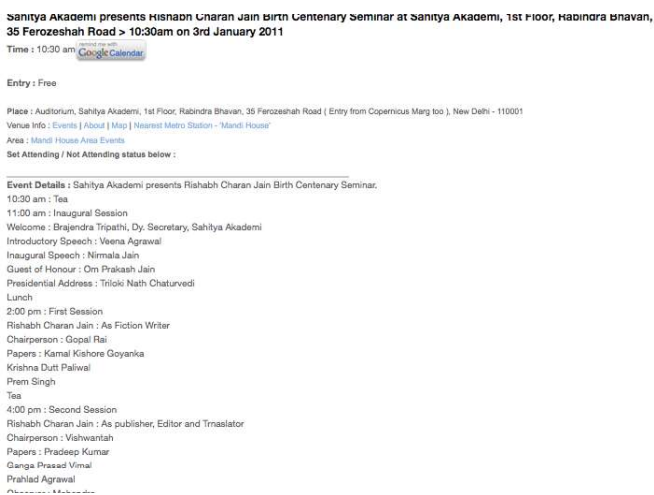 Sahitya Akademi presents Rishabh Charan Jain Birth Centenary Seminar at Sahitya Akademi, 1st Floor, Rabindra Bhavan,
35 Ferozeshah Road > 10:30am on 3rd January 2011
Time : 10:30 am remind me with Google Calendar
Entry : Free
Place : Auditorium, Sahitya Akademi, 1st Floor, Rabindra Bhavan, 35 Ferozeshah Road ( Entry from Copernicus Marg too ), New Delhi - 110001
Venue Info : Events | About | Map | Nearest Metro Station - 'Mandi House'
Area : Mandi House Area Events
Set Attending / Not Attending status below :
Event Details : Sahitya Akademi presents Rishabh Charan Jain Birth Centenary Seminar.
10:30 am : Tea
11:00 am : Inaugural Session
Welcome : Brajendra Tripathi, Dy. Secretary, Sahitya Akademi
Introductory Speech : Veena Agrawal
Inaugural Speech : Nirmala Jain
Guest of Honour : Om Prakash Jain
Presidential Address : Triloki Nath Chaturvedi
Lunch
2:00 pm : First Session
Rishabh Charan Jain : As Fiction Writer
Chairperson : Gopal Rai
Papers : Kamal Kishore Goyanka
Krishna Dutt Paliwal
Prem Singh
Tea
4:00 pm : Second Session
Rishabh Charan Jain : As publisher, Editor and Trnaslator
Chairperson : Vishwantah
Papers : Pradeep Kumar
Ganga Prasad Vimal
Prahlad Agrawal
Observer : Mahendra